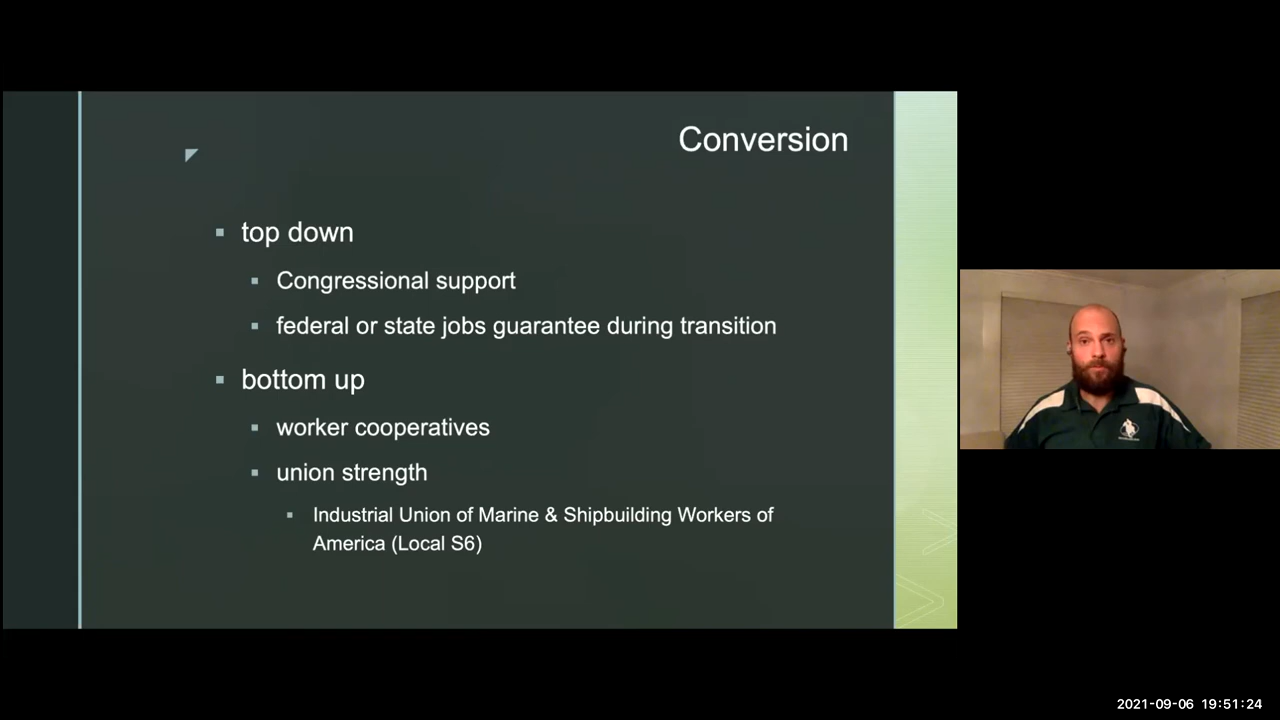 Conversion
top down
Congressional support
federal or state jobs guarantee during transition
bottom up
worker cooperatives
union strength
Industrial Union of Marine & Shipbuilding Workers of
America (Local S6)
2021-09-06 19:51:24